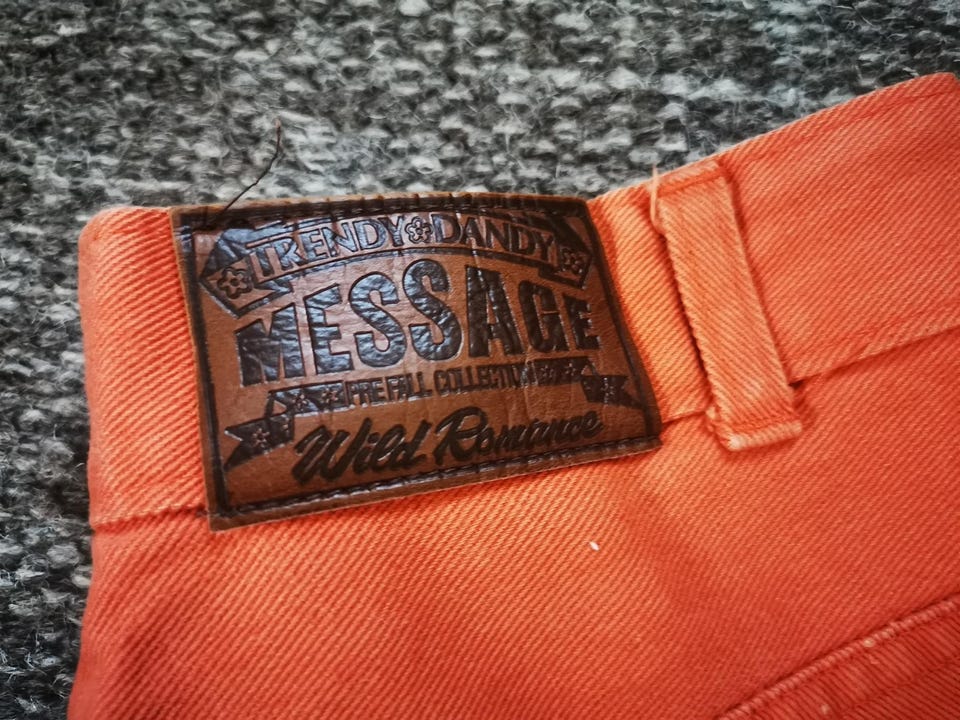 TRENDY DANDY
MESSAGE
PRE FALL COLLECTION
Wild Romance